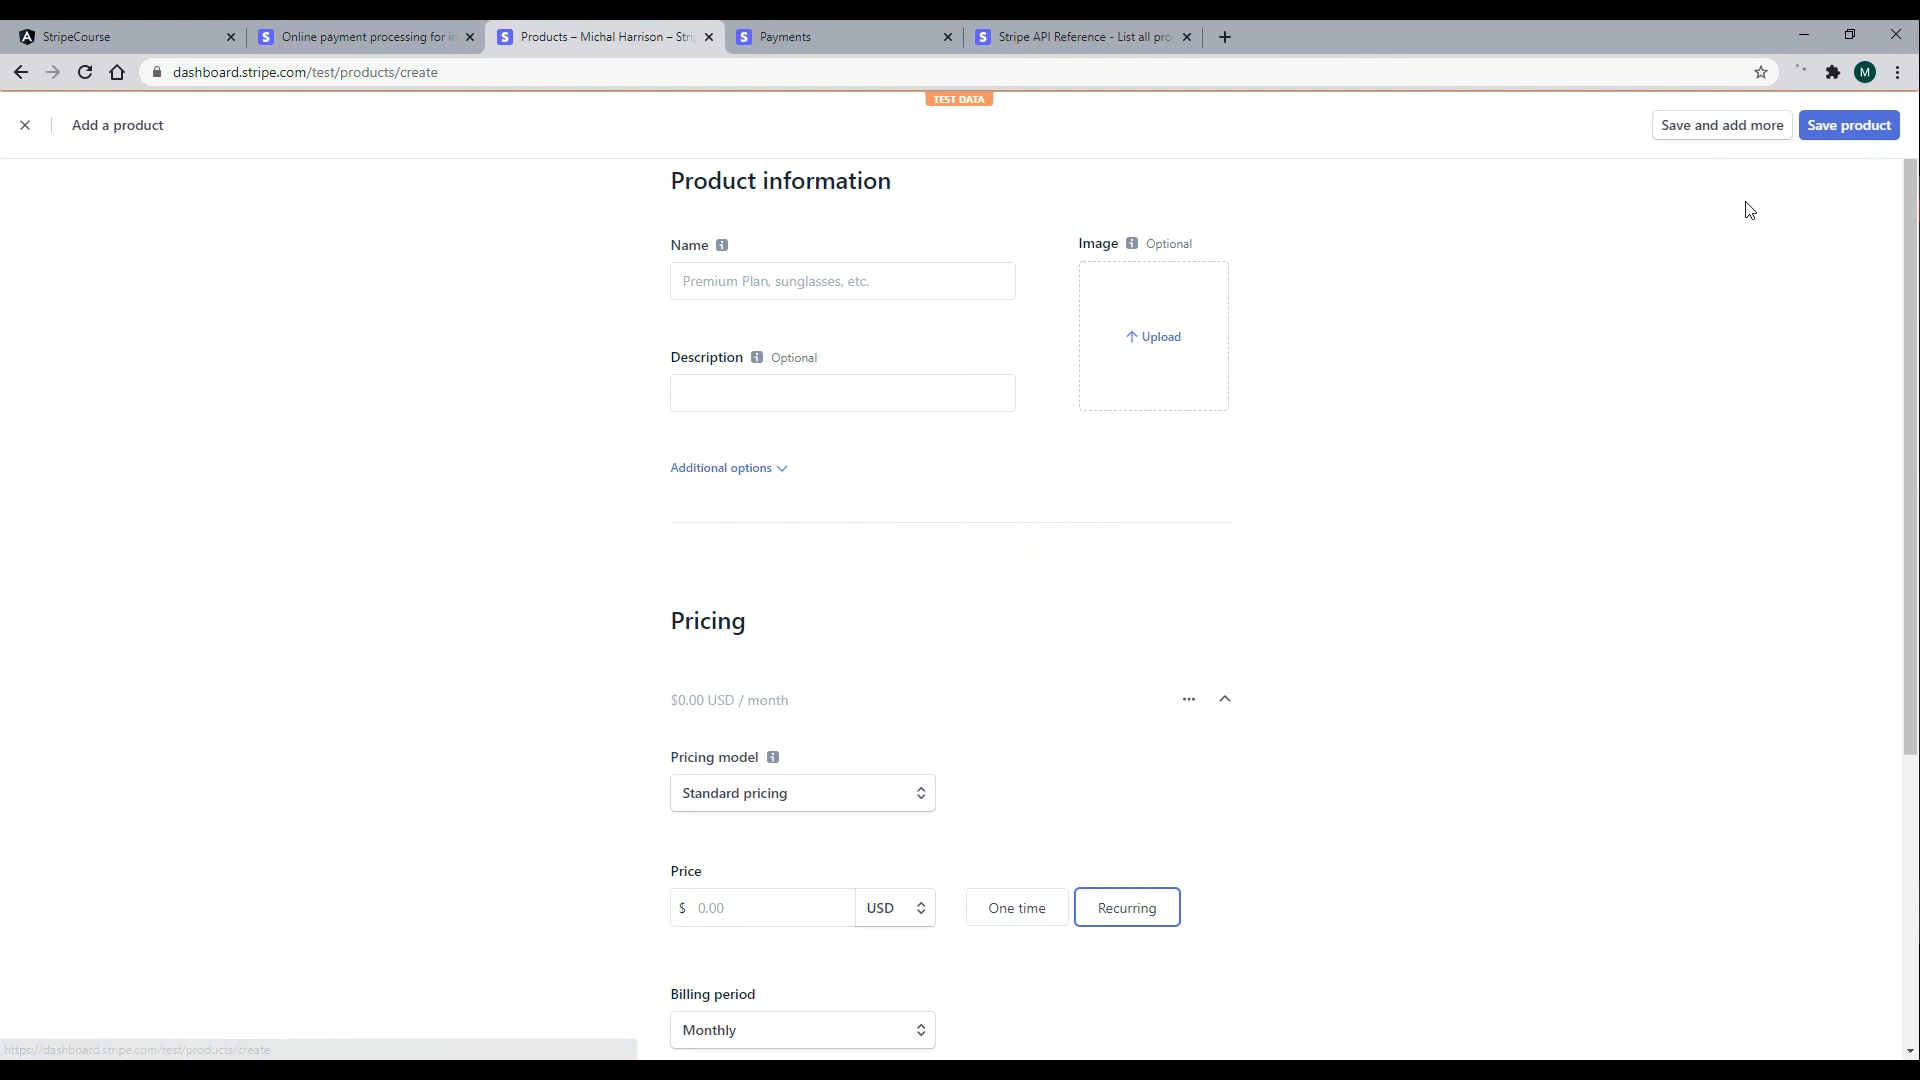 StripeCourse
Online payment processing for in
Products – Michal Harrison – Stri
Payments
Stripe API Reference - List all pro
dashboard.stripe.com/test/products/create
M
TEST DATA
Add a product
Save and add more
Save product
Product information
Name
Image Optional
Premium Plan, sunglasses, etc.
Upload
Description Optional
Additional options
Pricing
$0.00 USD / month
Pricing model
Standard pricing
Price
$ 0.00 USD
One time
Recurring
Billing period
Monthly
https://dashboard.stripe.com/test/products/create